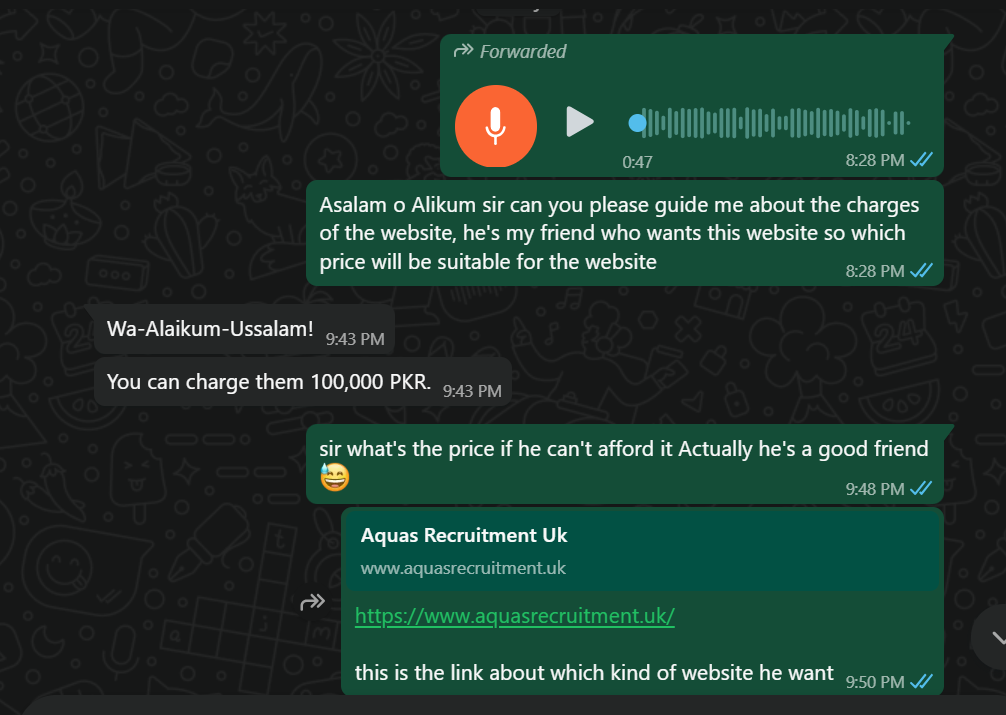 Forwarded
0:47
8:28 PM
Asalam o Alikum sir can you please guide me about the charges
of the website, he's my friend who wants this website so which
price will be suitable for the website
8:28 PM
Wa-Alaikum-Ussalam!
9:43 PM
You can charge them 100,000 PKR.
9:43 PM
sir what's the price if he can't afford it Actually he's a good friend
😅
9:48 PM
Aquas Recruitment Uk
www.aquasrecruitment.uk
https://www.aquasrecruitment.uk/
this is the link about which kind of website he want
9:50 PM